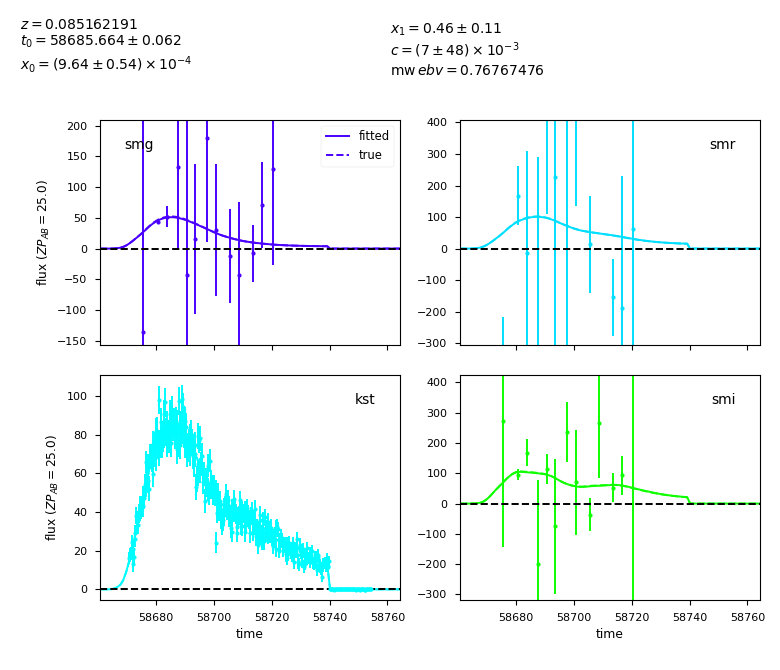 z = 0.085162191
t₀ = 58685.664 ± 0.062
x₀ = (9.64 ± 0.54) × 10⁻⁴
x₁ = 0.46 ± 0.11
c = (7 ± 48) × 10⁻³
mw ebv = 0.76767476
smg
fitted
true
200
150
100
50
0
−50
−100
−150
flux (ZP_AB = 25.0)
smr
400
300
200
100
0
−100
−200
−300
kst
100
80
60
40
20
0
flux (ZP_AB = 25.0)
58680 58700 58720 58740 58760
time
smi
400
300
200
100
0
−100
−200
−300
58680 58700 58720 58740 58760
time